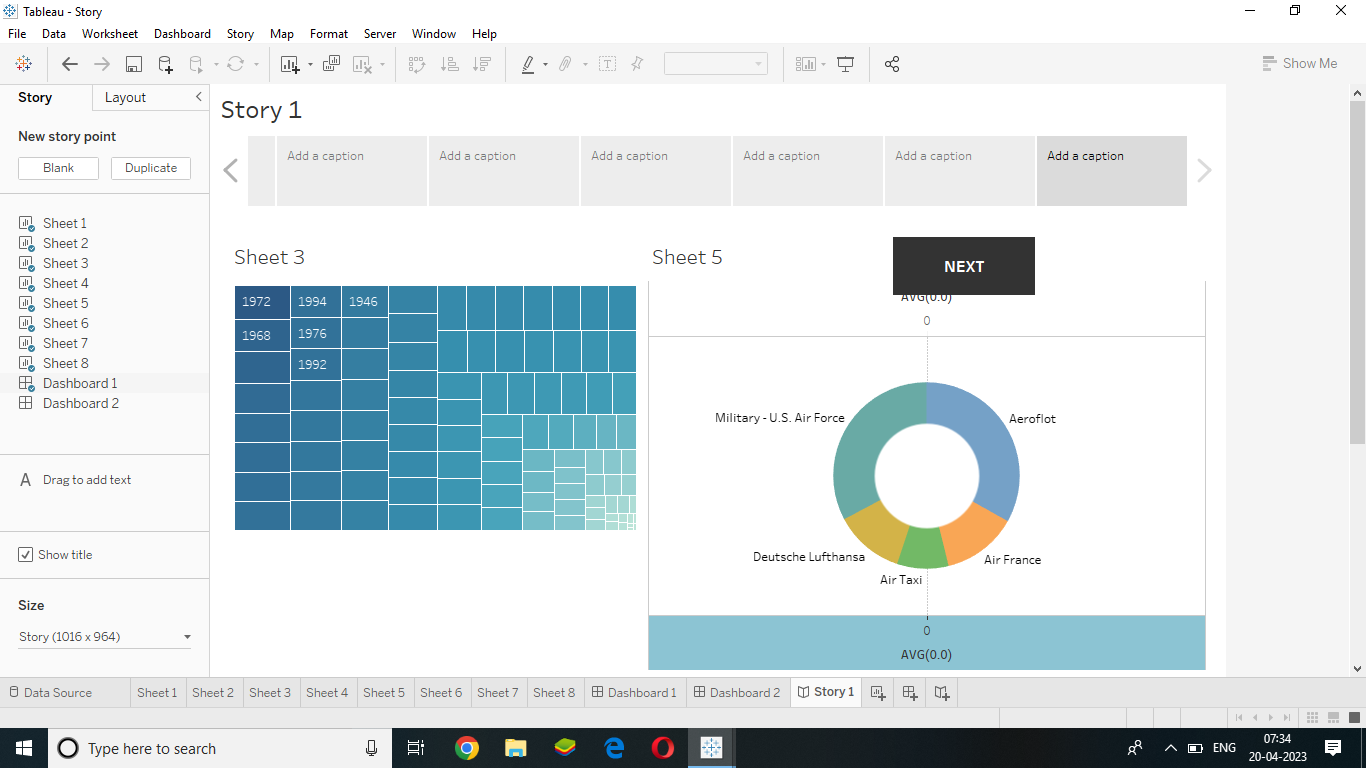 Tableau - Story
File Data Worksheet Dashboard Story Map Format Server Window Help
Show Me
Story Layout
New story point
Blank Duplicate
Sheet 1
Sheet 2
Sheet 3
Sheet 4
Sheet 5
Sheet 6
Sheet 7
Sheet 8
Dashboard 1
Dashboard 2
A Drag to add text
Show title
Size
Story (1016 x 964)
Story 1
Add a caption Add a caption Add a caption Add a caption Add a caption Add a caption
Sheet 3
1972 1994 1946
1968 1976
1992
Sheet 5
NEXT
AVG(0.0)
0
Military - U.S. Air Force
Aeroflot
Deutsche Lufthansa
Air France
Air Taxi
0
AVG(0.0)
Data Source Sheet 1 Sheet 2 Sheet 3 Sheet 4 Sheet 5 Sheet 6 Sheet 7 Sheet 8 Dashboard 1 Dashboard 2 Story 1
Type here to search
ENG
07:34
20-04-2023